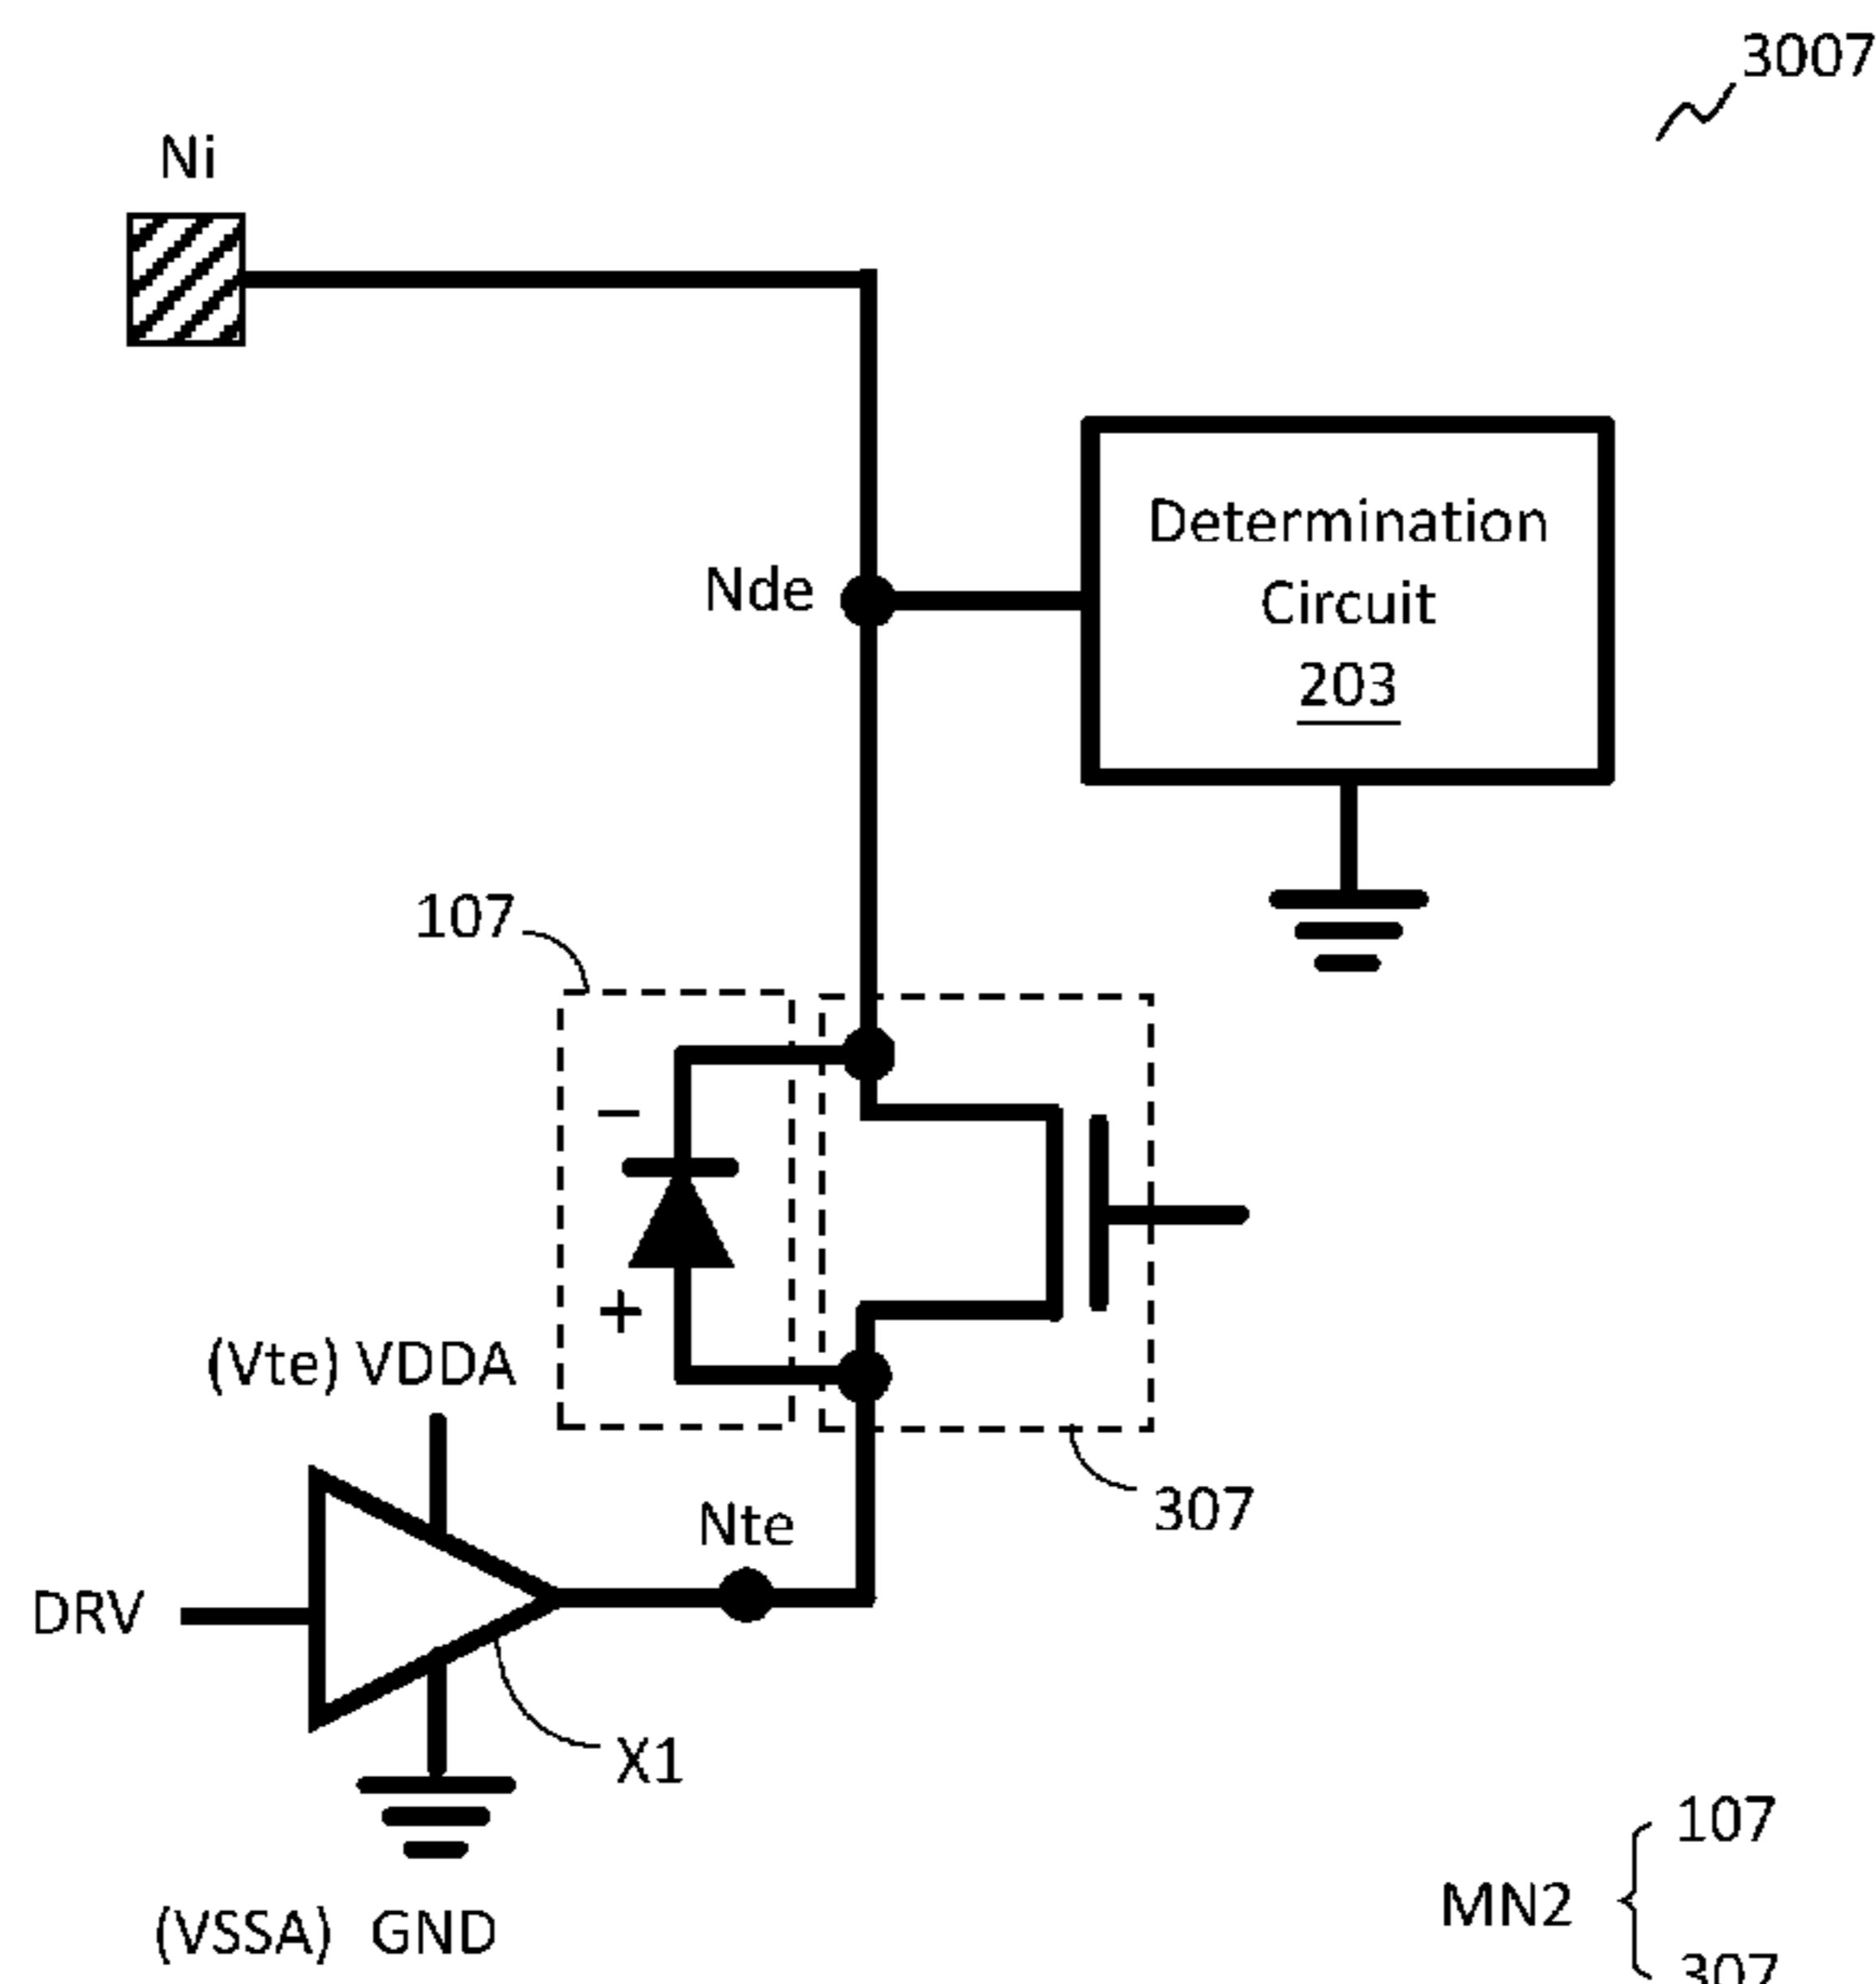 3007
Ni
Determination
Circuit
203
Nde
107
−
+
(Vte) VDDA
307
Nte
DRV
X1
107
MN2
307
(VSSA) GND